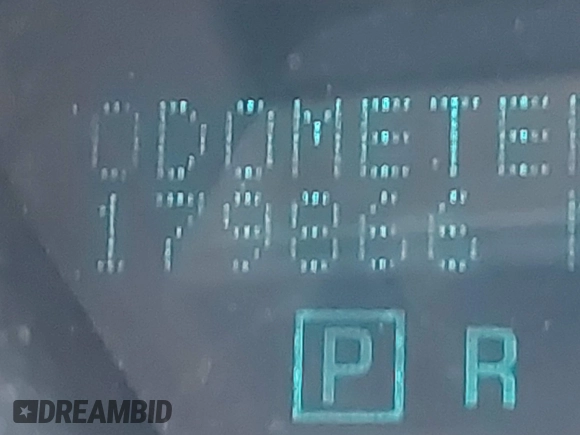 ODOMETE
179866
P R
DREAMBID